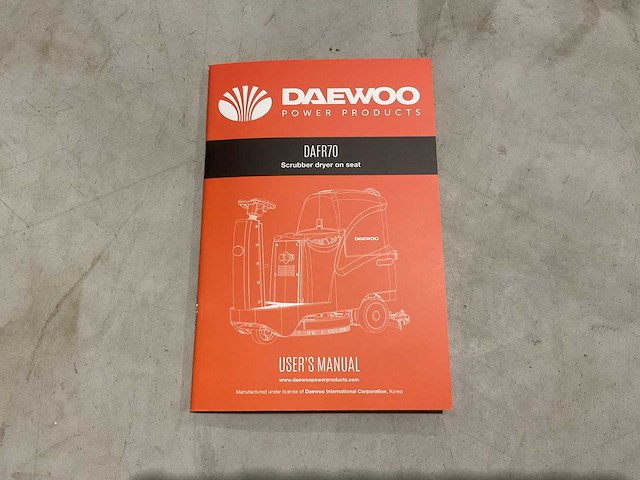 DAEWOO
POWER PRODUCTS
DAFR70
Scrubber dryer on seat
DAEWOO
USER'S MANUAL
www.daewoopowerproducts.com
Manufactured under licence of Daewoo International Corporation, Korea